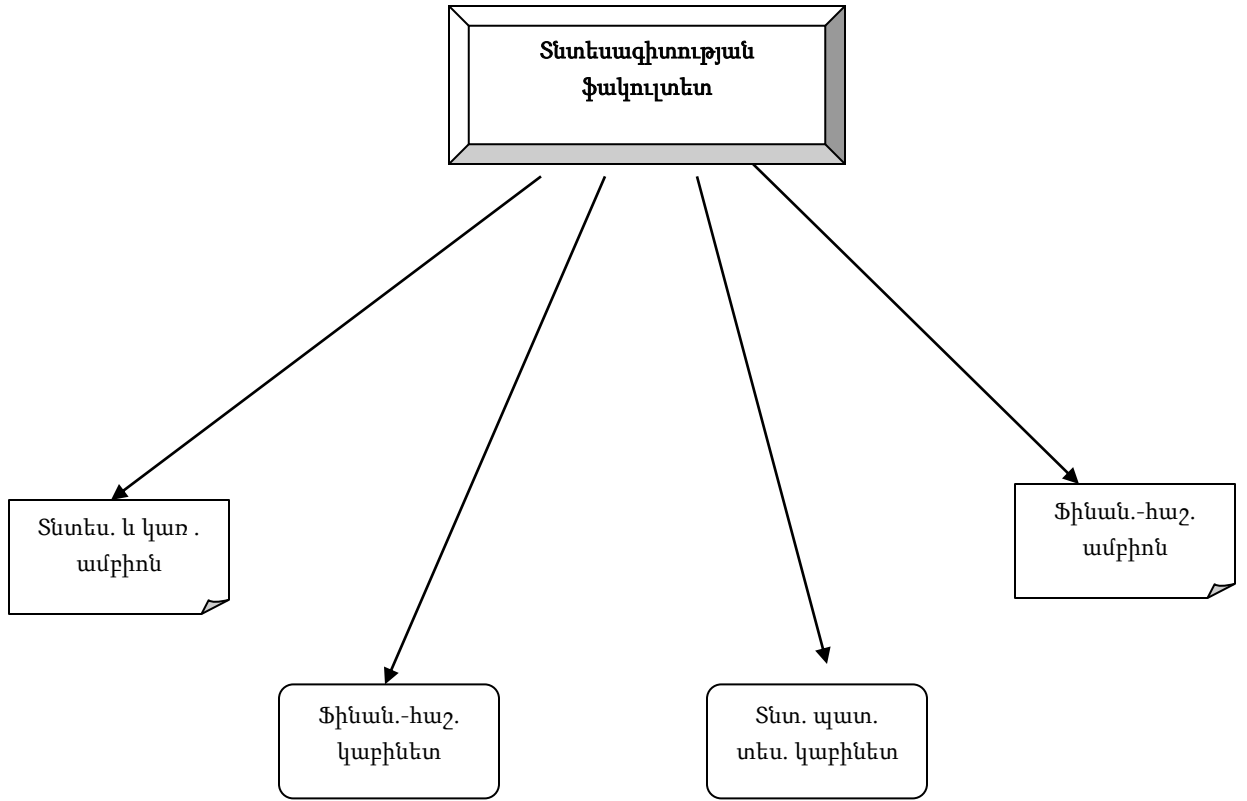 Տնտեսագիտության
ֆակուլտետ
Տնտես. և կառ .
ամբիոն
Ֆինան.-հաշ.
ամբիոն
Ֆինան.-հաշ.
կաբինետ
Տնտ. պատ.
տես. կաբինետ